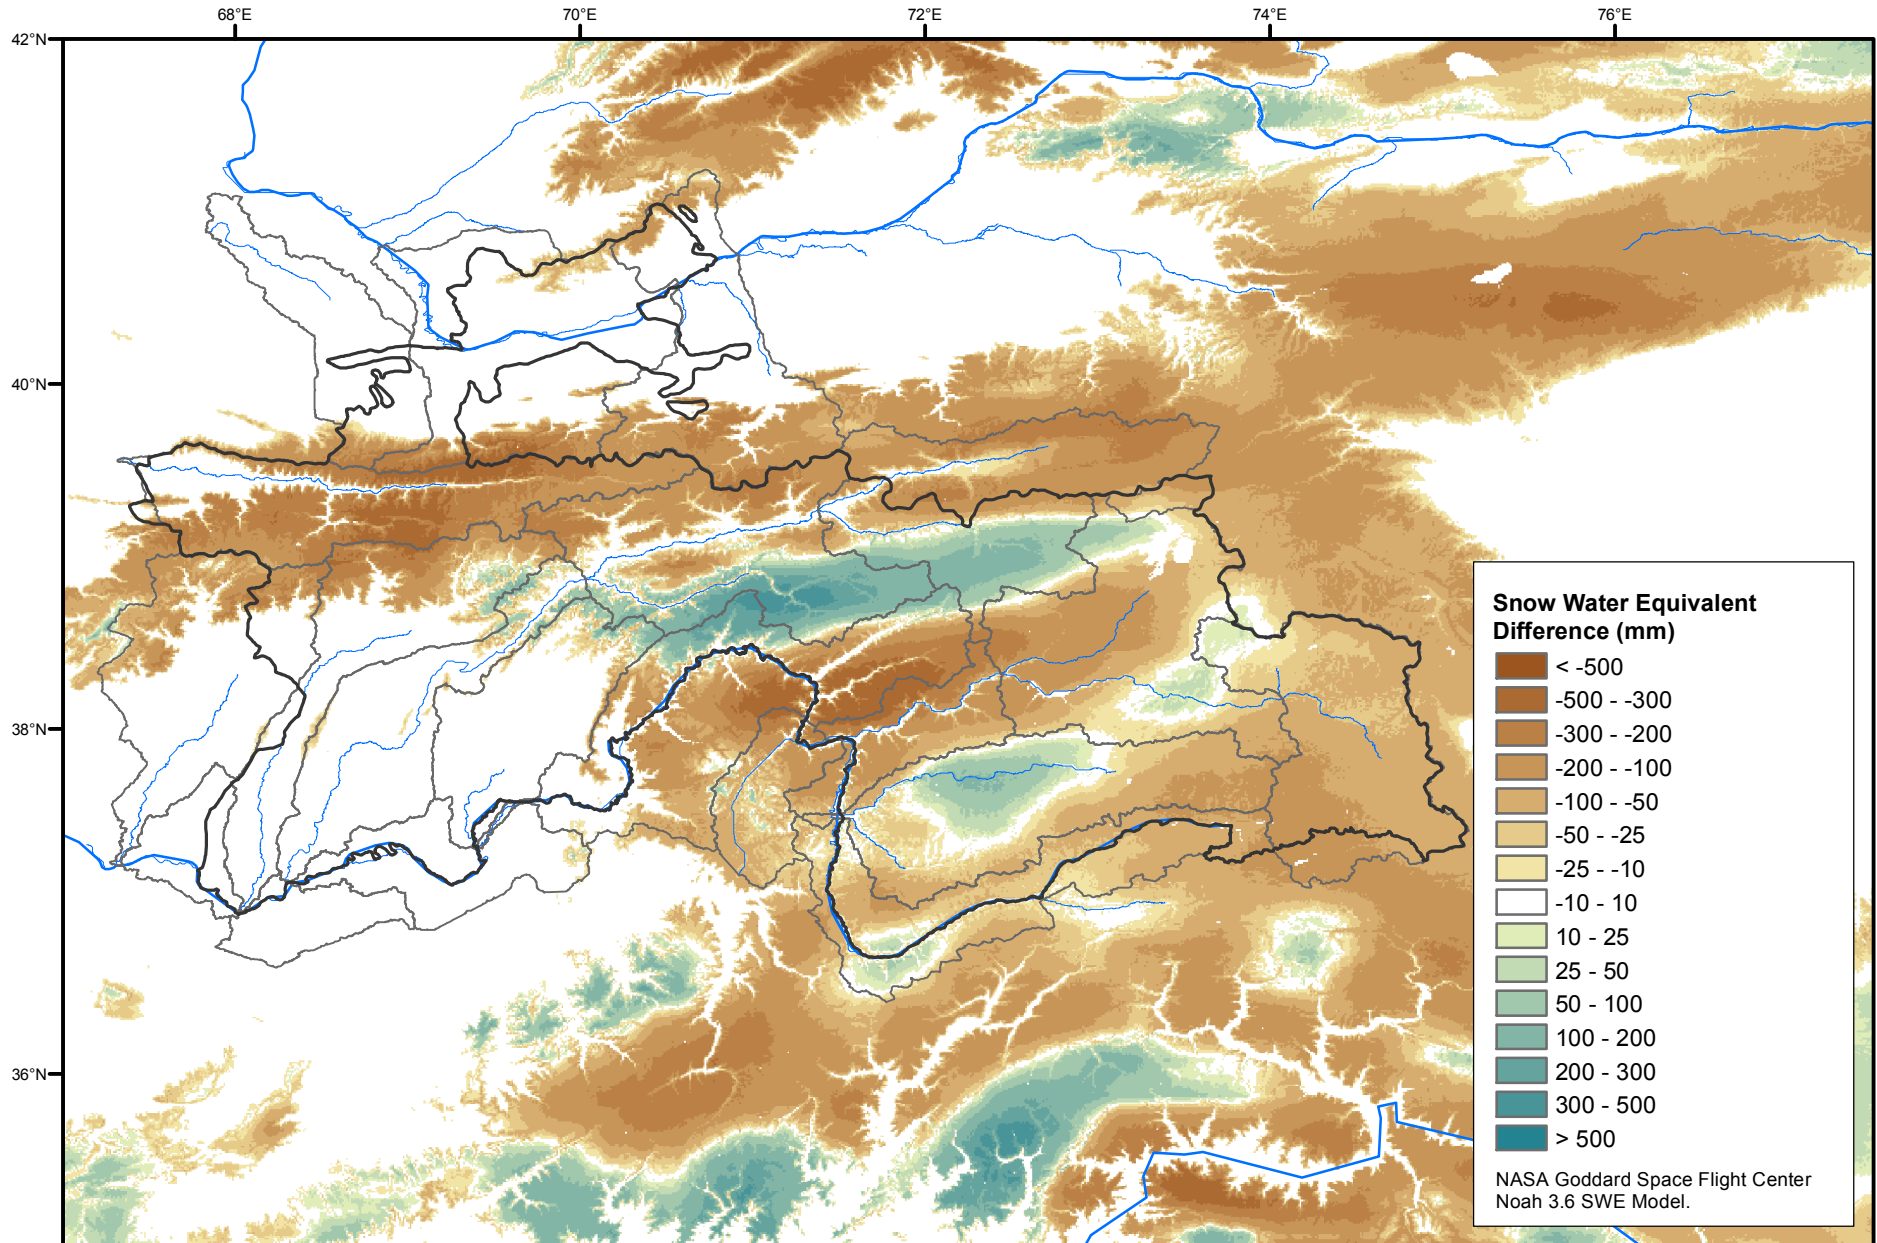 68°E
70°E
72°E
74°E
76°E
42°N
40°N
38°N
36°N
Snow Water Equivalent
Difference (mm)
< -500
-500 - -300
-300 - -200
-200 - -100
-100 - -50
-50 - -25
-25 - -10
-10 - 10
10 - 25
25 - 50
50 - 100
100 - 200
200 - 300
300 - 500
> 500
NASA Goddard Space Flight Center
Noah 3.6 SWE Model.